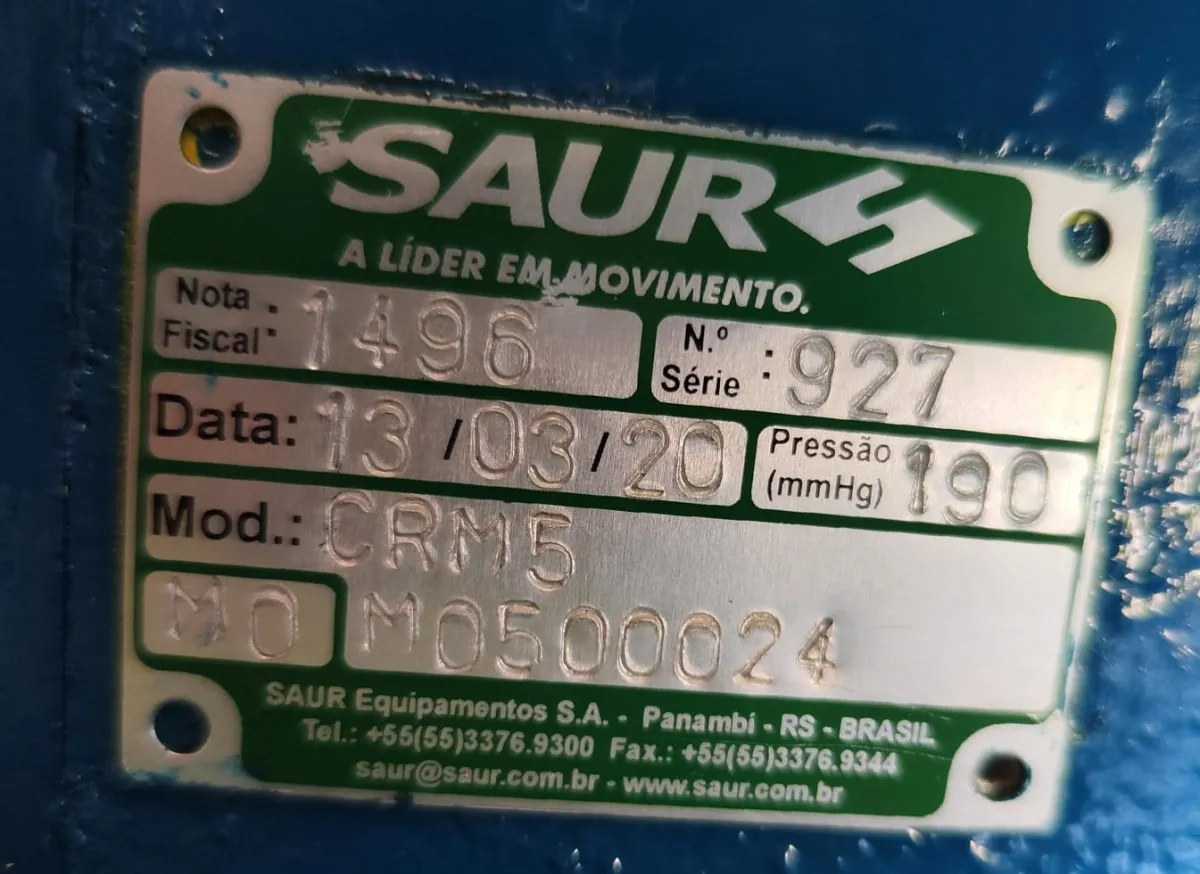 SAUR
A LÍDER EM MOVIMENTO.
Nota Fiscal: 1496
N.º Série: 927
Data: 13/03/20
Pressão (mmHg) 190
Mod.: CRM5
MO M0500024
SAUR Equipamentos S.A. - Panambi - RS - BRASIL
Tel.: +55(55)3376.9300 Fax.: +55(55)3376.9344
saur@saur.com.br - www.saur.com.br